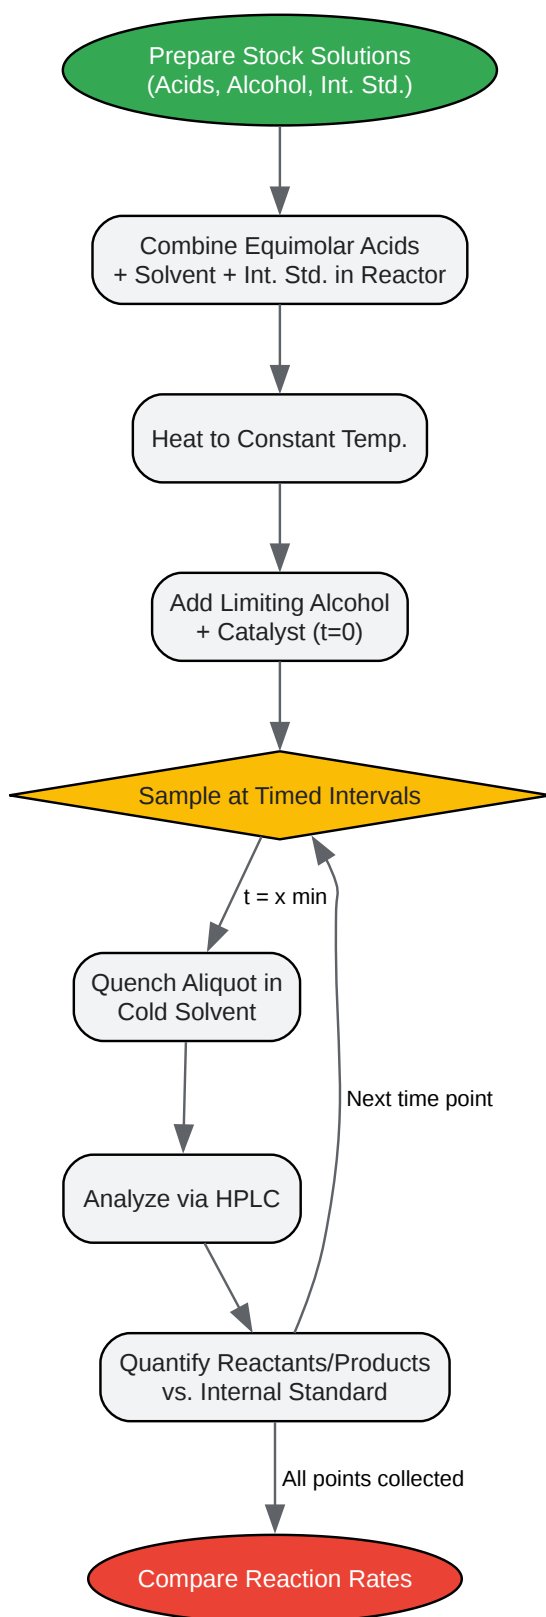 Prepare Stock Solutions
(Acids, Alcohol, Int. Std.)
Combine Equimolar Acids
+ Solvent + Int. Std. in Reactor
Heat to Constant Temp.
Add Limiting Alcohol
+ Catalyst (t=0)
Sample at Timed Intervals
t = x min
Quench Aliquot in
Cold Solvent
Next time point
Analyze via HPLC
Quantify Reactants/Products
vs. Internal Standard
All points collected
Compare Reaction Rates